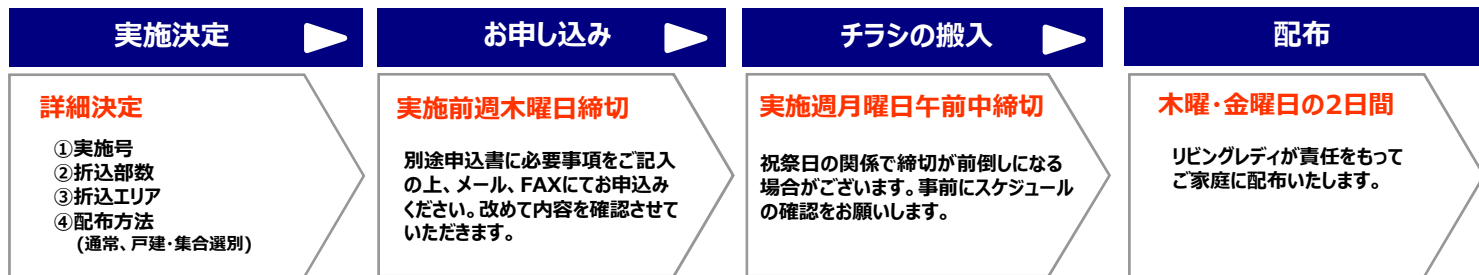 実施決定
お申し込み
チラシの搬入
配布
詳細決定
①実施号
②折込部数
③折込エリア
④配布方法
(通常、戸建・集合選別)
実施前週木曜日締切
別途申込書に必要事項をご記入
の上、メール、FAXにてお申込み
ください。改めて内容を確認させて
いただきます。
実施週月曜日午前中締切
祝祭日の関係で締切が前倒しになる
場合がございます。事前にスケジュール
の確認をお願いします。
木曜・金曜日の2日間
リビングレディが責任をもって
ご家庭に配布いたします。